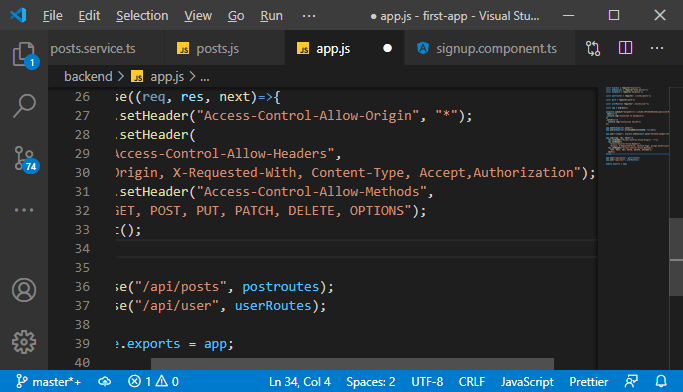 File Edit Selection View Go Run ··· ● app.js - first-app - Visual Stu...
posts.service.ts JS posts.js JS app.js ● signup.component.ts ···
backend > JS app.js > ...
26 se((req, res, next)=>{
27 .setHeader("Access-Control-Allow-Origin", "*");
28 .setHeader(
29 Access-Control-Allow-Headers",
30 Origin, X-Requested-With, Content-Type, Accept,Authorization");
31 .setHeader("Access-Control-Allow-Methods",
32 GET, POST, PUT, PATCH, DELETE, OPTIONS");
33 t();
34
35
36 se("/api/posts", postroutes);
37 se("/api/user", userRoutes);
38
39 e.exports = app;
40
1
74
master*+ 1 0 Ln 34, Col 4 Spaces: 2 UTF-8 CRLF JavaScript Prettier